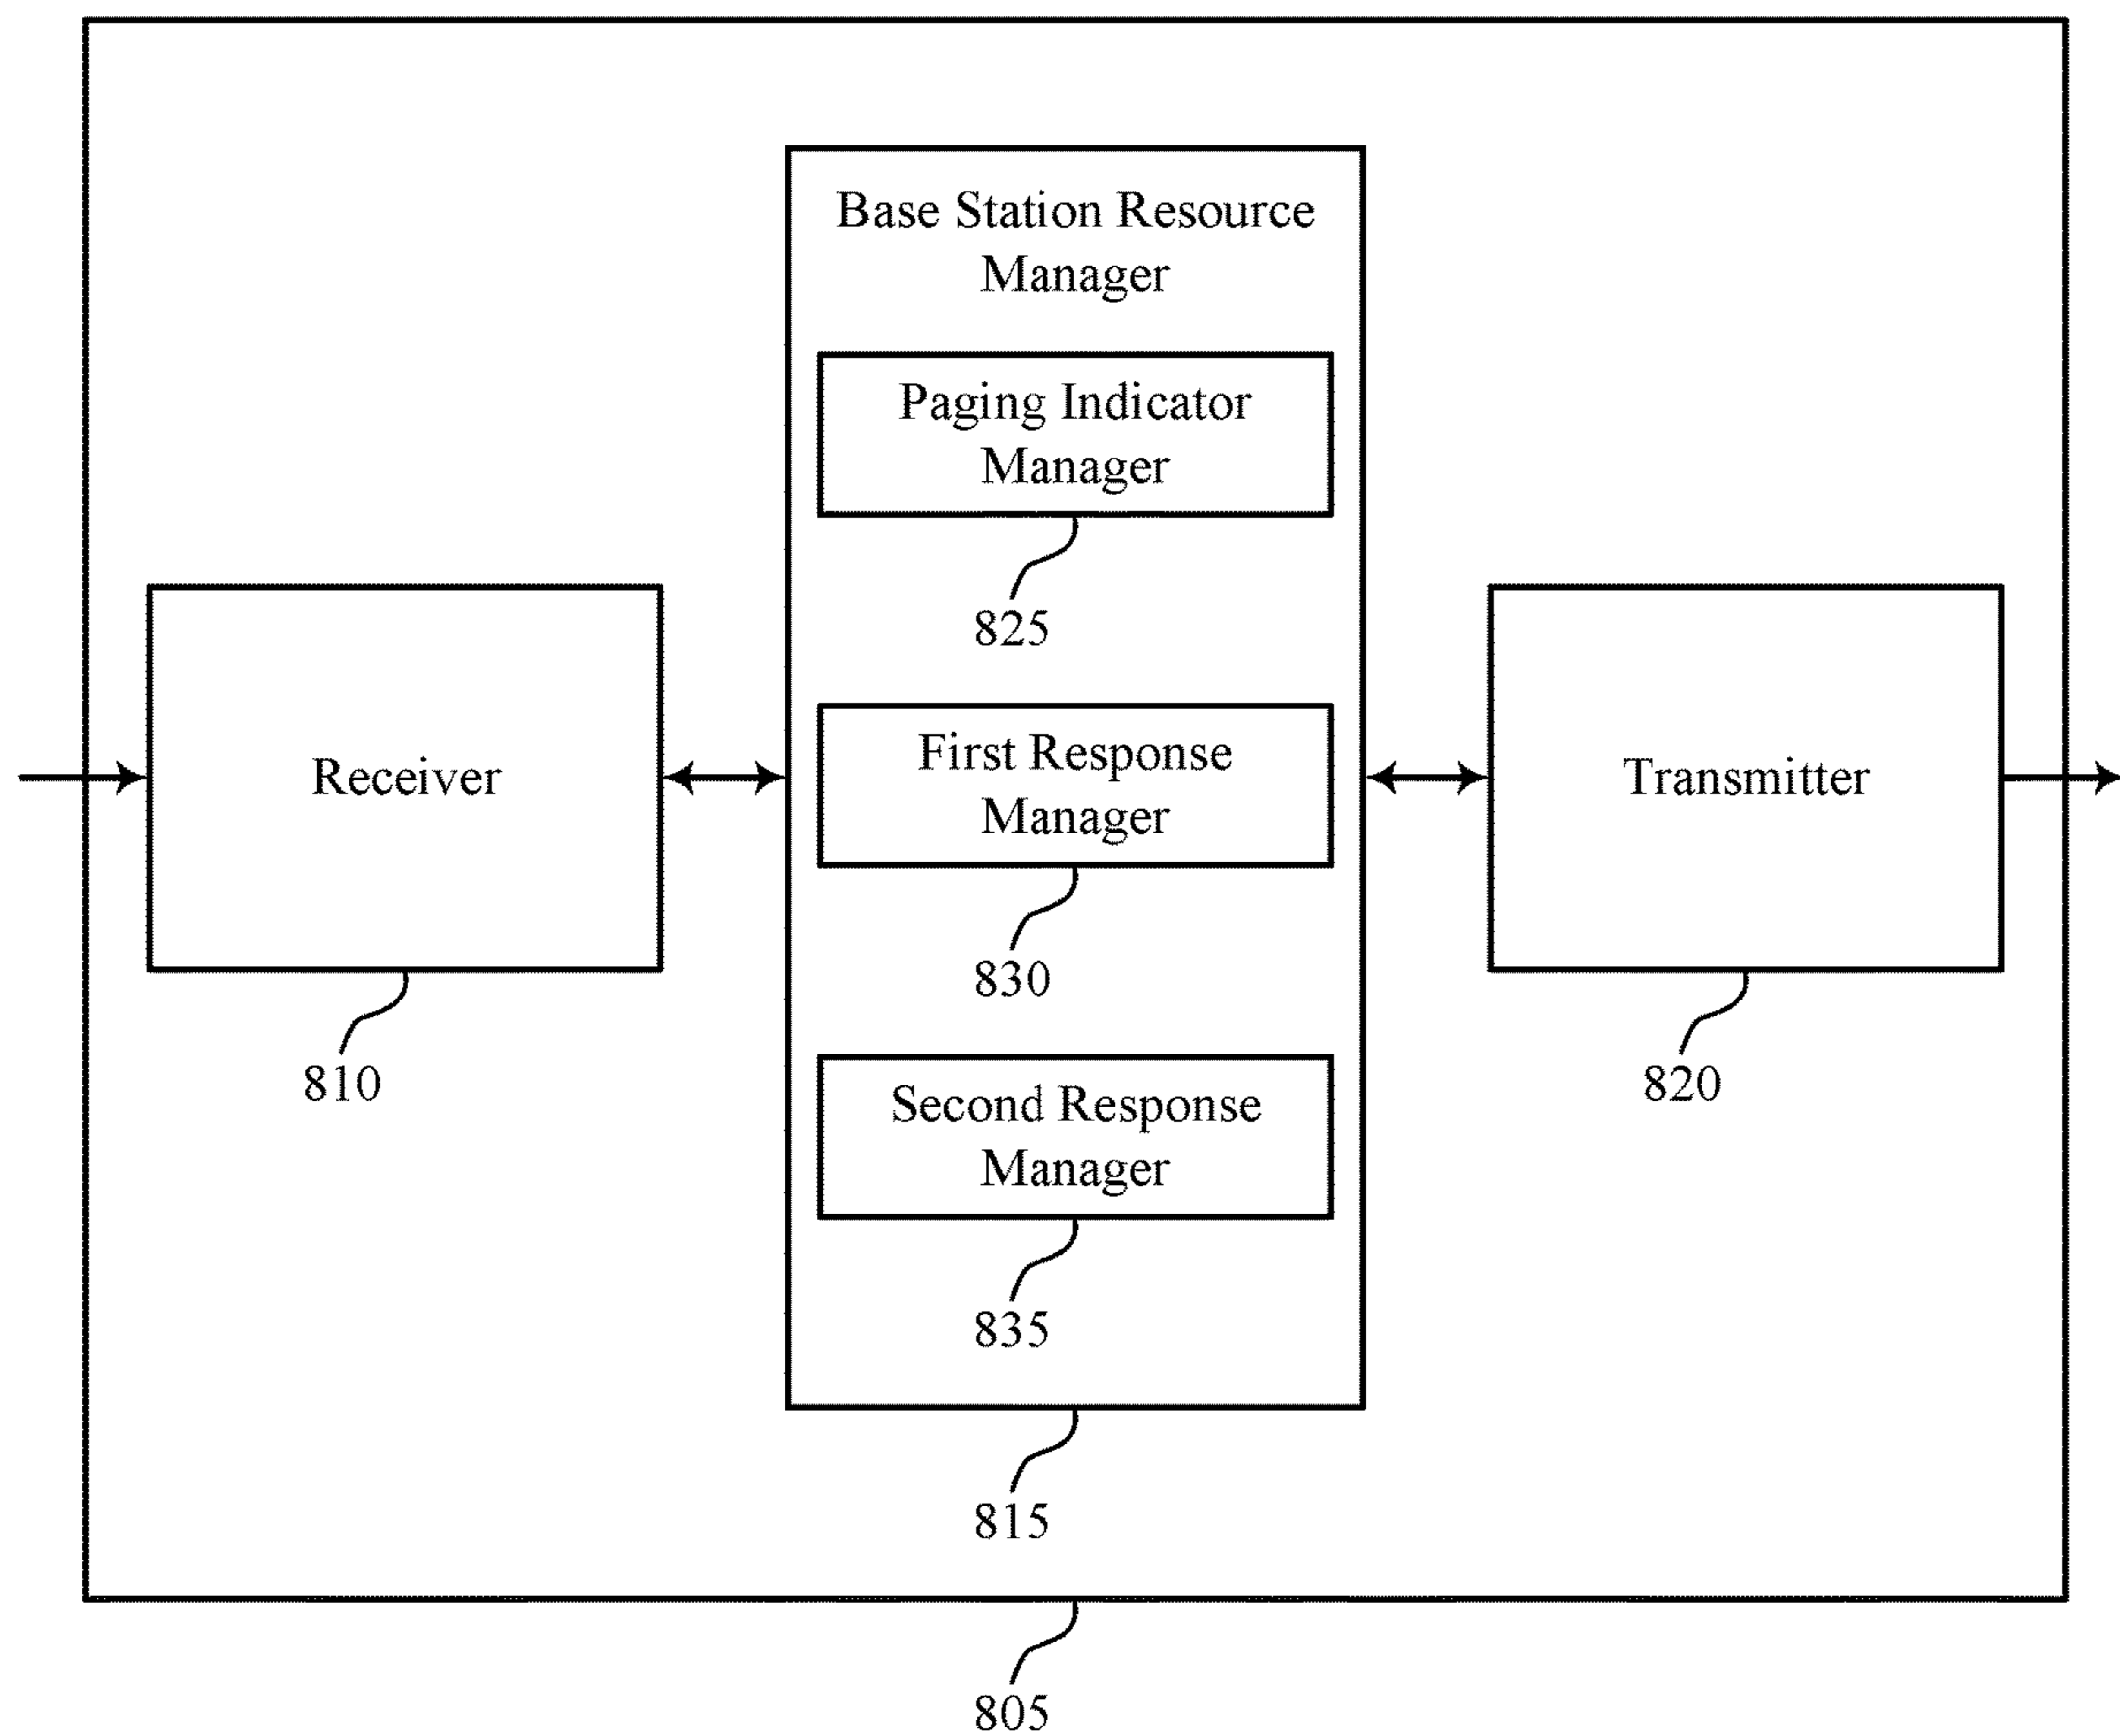 Base Station Resource
Manager
Paging Indicator
Manager
825
Receiver
810
First Response
Manager
830
Transmitter
820
Second Response
Manager
835
815
805